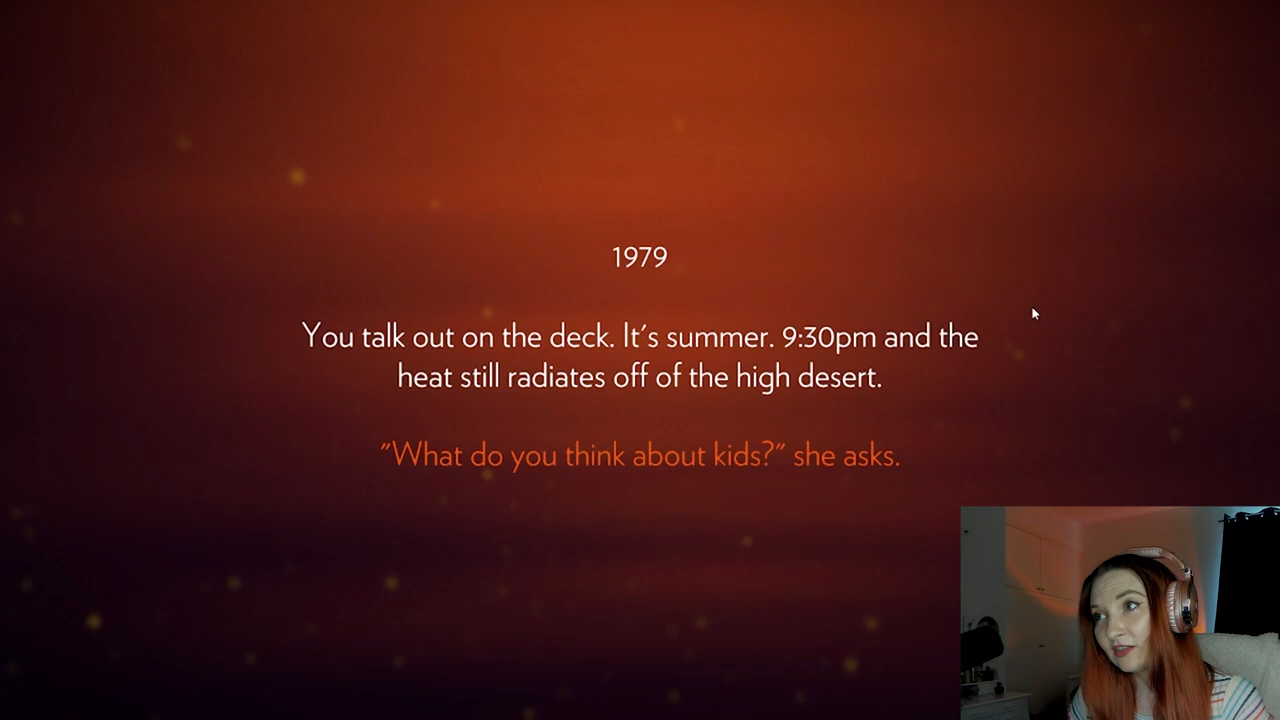 1979
You talk out on the deck. It's summer. 9:30pm and the
heat still radiates off of the high desert.
"What do you think about kids?" she asks.